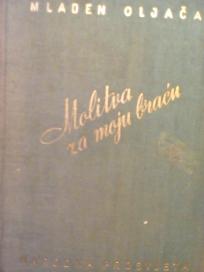 MLADEN OLJAČA
Molitva
za moju braću
NARODNA PROSVJETA